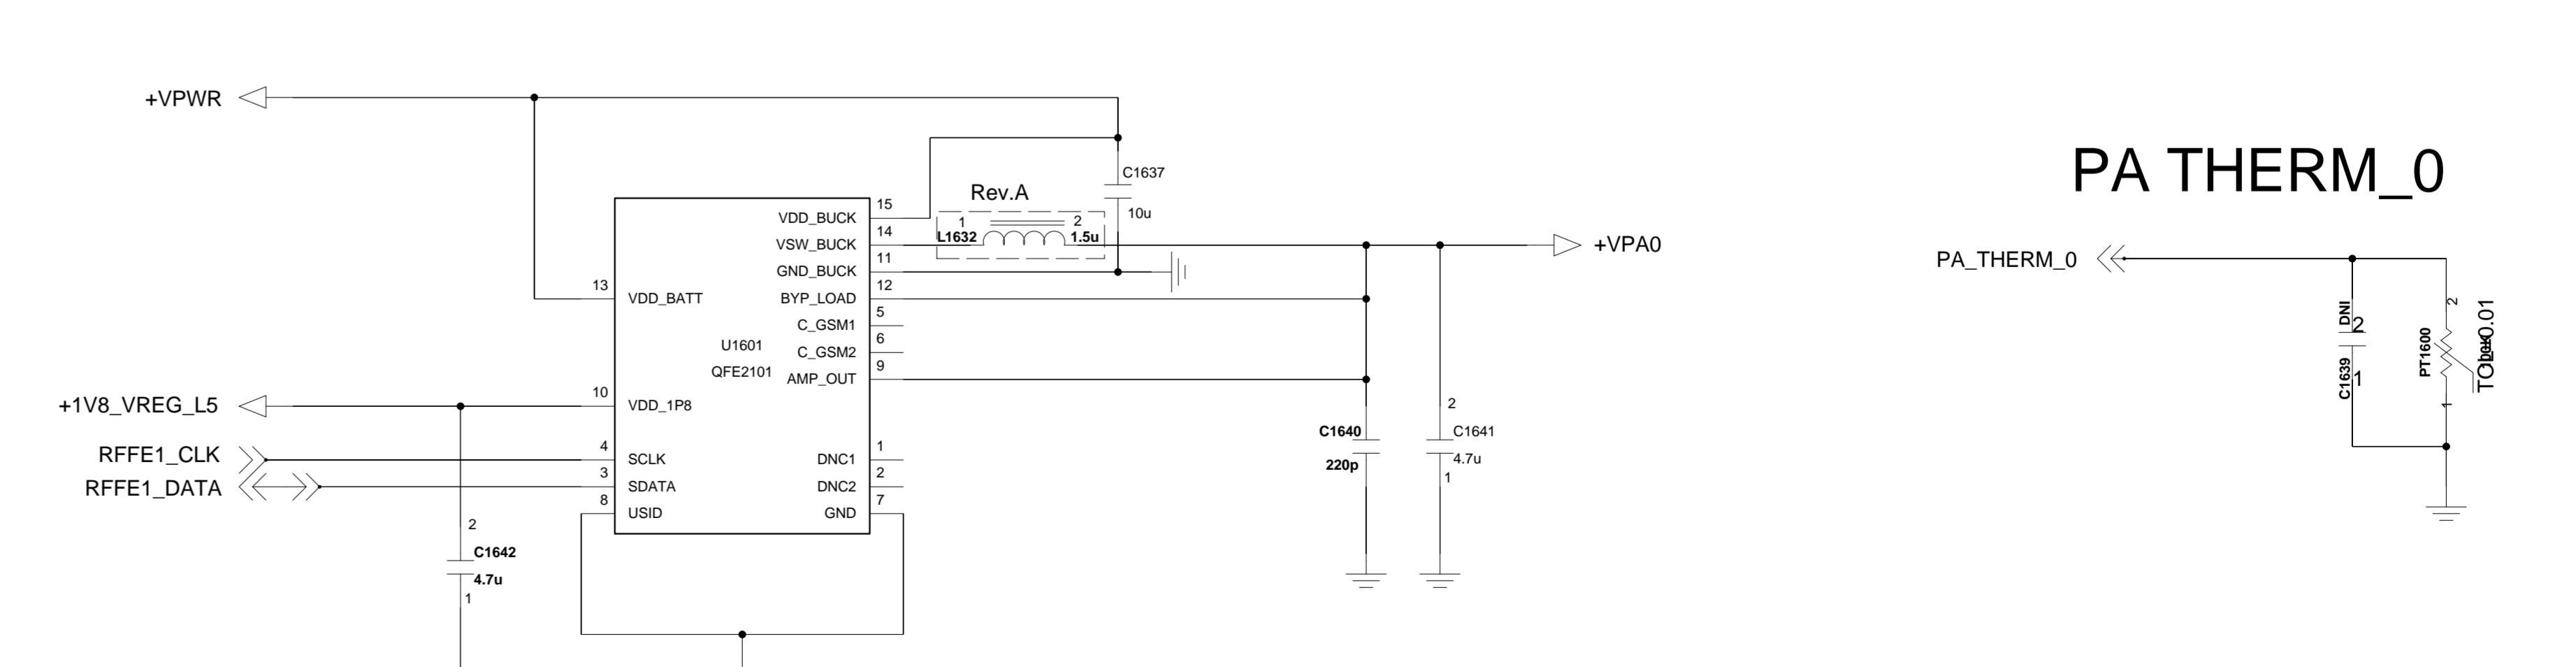 +VPWR
PA THERM_0
C1637
10u
Rev.A
1
2
L1632
1.5u
15
VDD_BUCK
14
VSW_BUCK
+VPA0
11
GND_BUCK
PA_THERM_0
12
BYP_LOAD
13
VDD_BATT
5
C_GSM1
6
C_GSM2
U1601
QFE2101
9
AMP_OUT
DNI
2
C1639
1
2
PT1600
1
+1V8_VREG_L5
10
VDD_1P8
RFFE1_CLK
4
SCLK
RFFE1_DATA
3
SDATA
8
USID
1
DNC1
2
DNC2
7
GND
C1640
220p
2
C1641
4.7u
1
2
C1642
4.7u
1